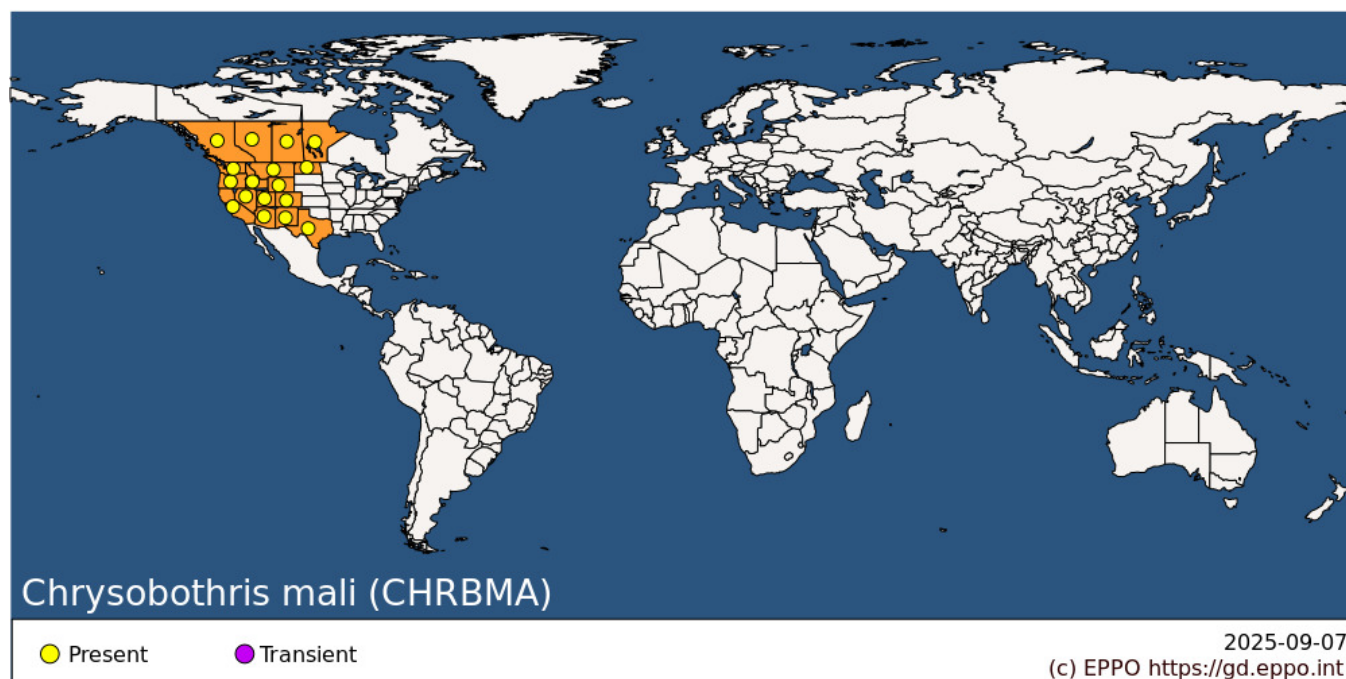 Chrysobothris mali (CHRBMA)
Present
Transient
2025-09-07
(c) EPPO https://gd.eppo.int